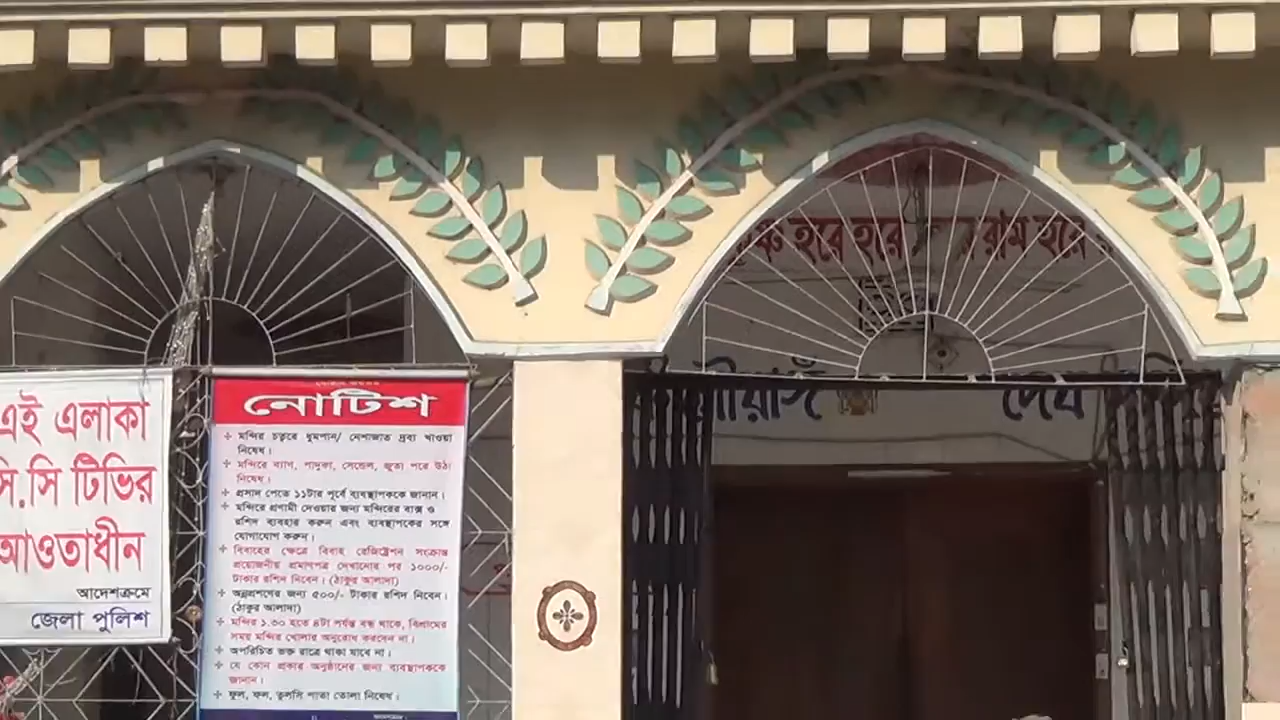 হরে হরে
রাম হরে
এই এলাকা
সি.সি টিভির
আওতাধীন
আদেশক্রমে
জেলা পুলিশ
নোটিশ
মন্দির চত্বরে ধুমপান/ নেশাজাত দ্রব্য খাওয়া
নিষেধ।
মন্দিরে ব্যাগ, পাদুকা, সেন্ডেল, জুতা পরে উঠা
নিষেধ।
প্রসাদ পেতে ১১টার পূর্বে ব্যবস্থাপককে জানান।
মন্দিরে প্রণামী দেওয়ার জন্য মন্দিরের বাক্স ও
রশিদ ব্যবহার করুন এবং ব্যবস্থাপকের সঙ্গে
যোগাযোগ করুন।
বিবাহের ক্ষেত্রে বিবাহ রেজিষ্ট্রেশন সংক্রান্ত
প্রয়োজনীয় প্রমাণপত্র দেখানোর পর ১০০০/-
টাকার রশিদ নিবেন। (ঠাকুর আলাদা)
অন্নপ্রাশনের জন্য ৫০০/- টাকার রশিদ নিবেন।
(ঠাকুর আলাদা)
মন্দির ১.৩০ হতে ৪টা পর্যন্ত বন্ধ থাকে, বিশ্রামের
সময় মন্দির খোলার অনুরোধ করবেন না।
অপরিচিত ভক্ত রাত্রে থাকা যাবে না।
যে কোন প্রকার অনুষ্ঠানের জন্য ব্যবস্থাপককে
জানান।
ফুল, ফল, তুলসি পাতা তোলা নিষেধ।